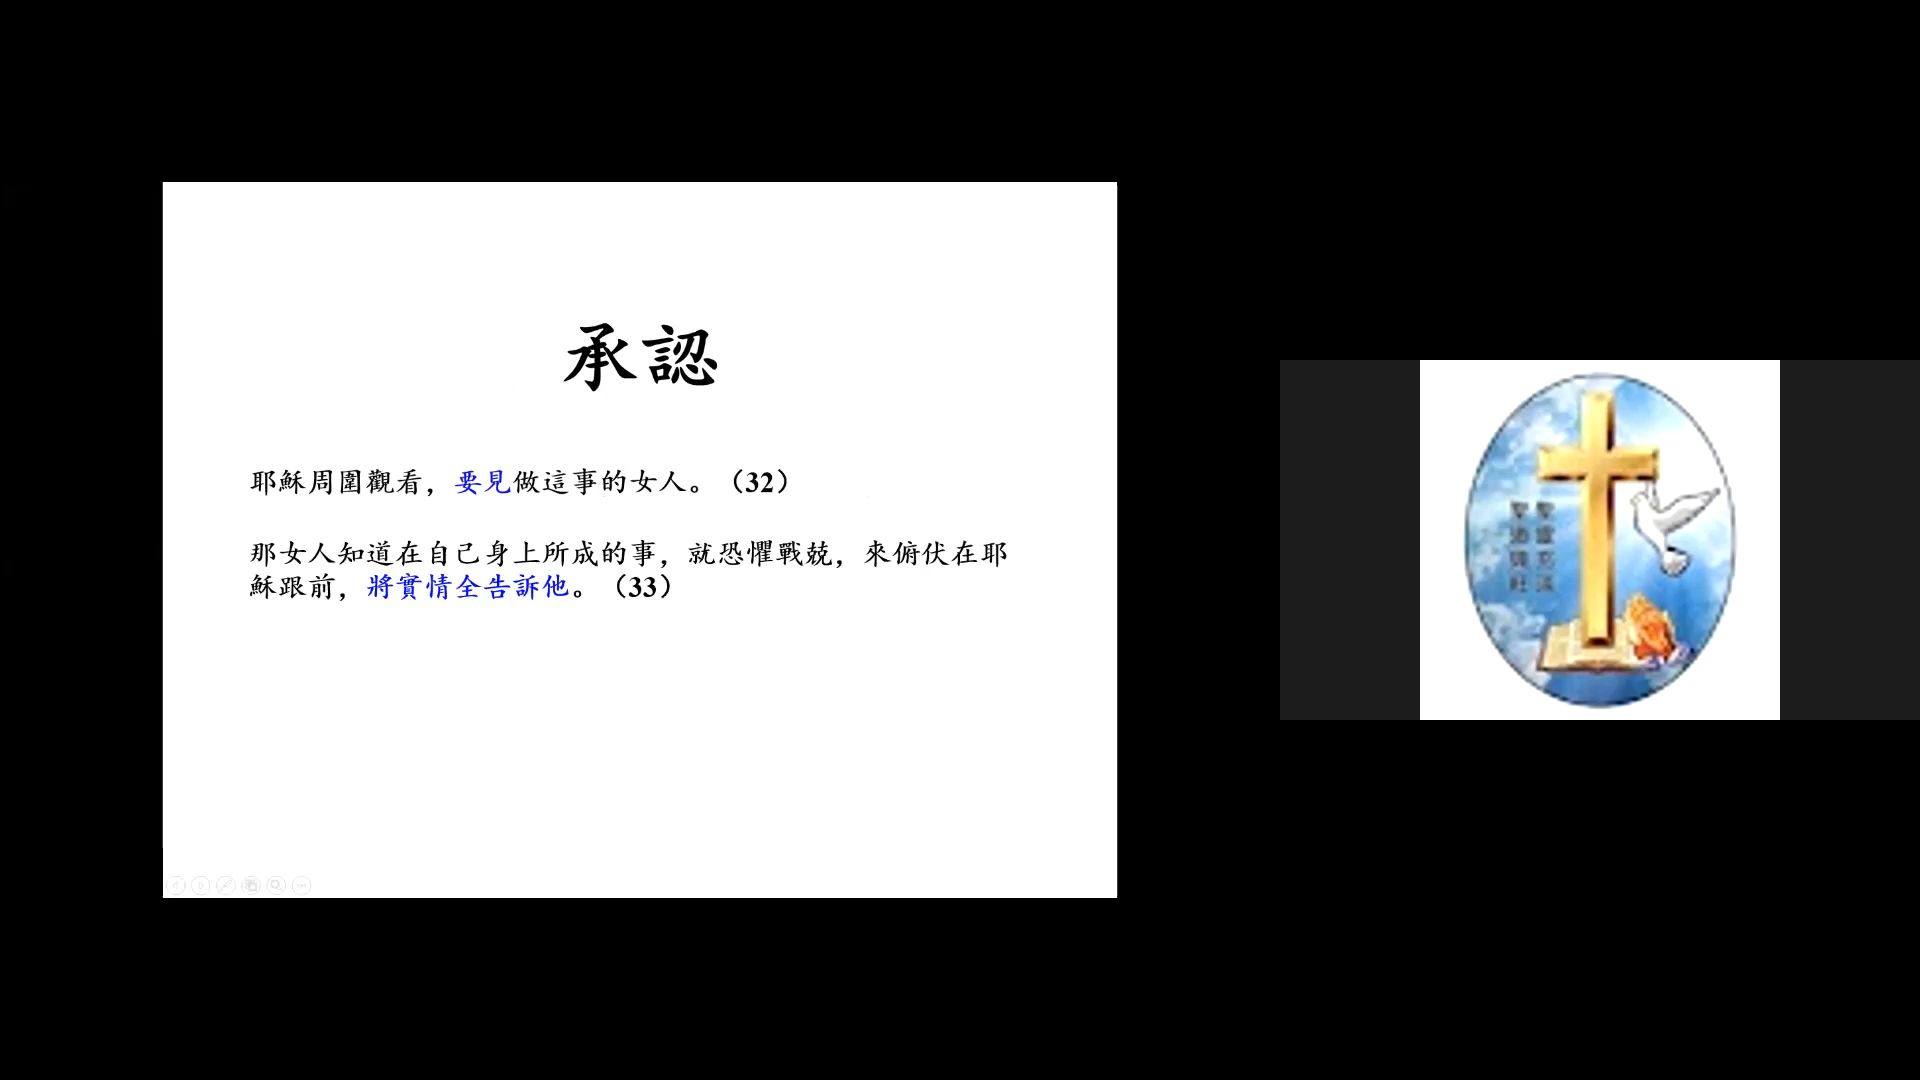 承認
耶穌周圍觀看，要見做這事的女人。（32）
那女人知道在自己身上所成的事，就恐懼戰兢，來俯伏在耶
穌跟前，將實情全告訴他。（33）